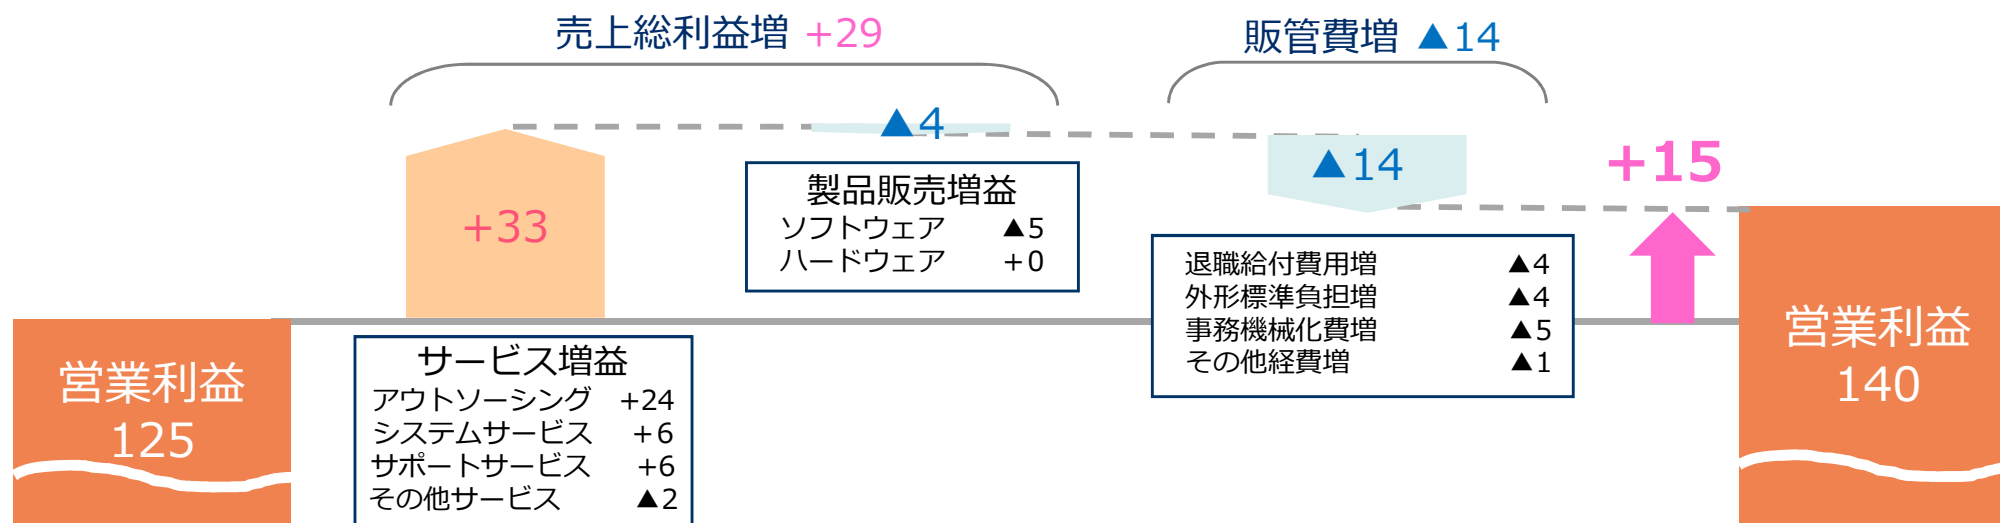 売上総利益増 +29
販管費増 ▲14
▲4
▲14
+15
+33
製品販売増益
ソフトウェア ▲5
ハードウェア +0
退職給付費用増 ▲4
外形標準負担増 ▲4
事務機械化費増 ▲5
その他経費増 ▲1
営業利益
125
サービス増益
アウトソーシング +24
システムサービス +6
サポートサービス +6
その他サービス ▲2
営業利益
140